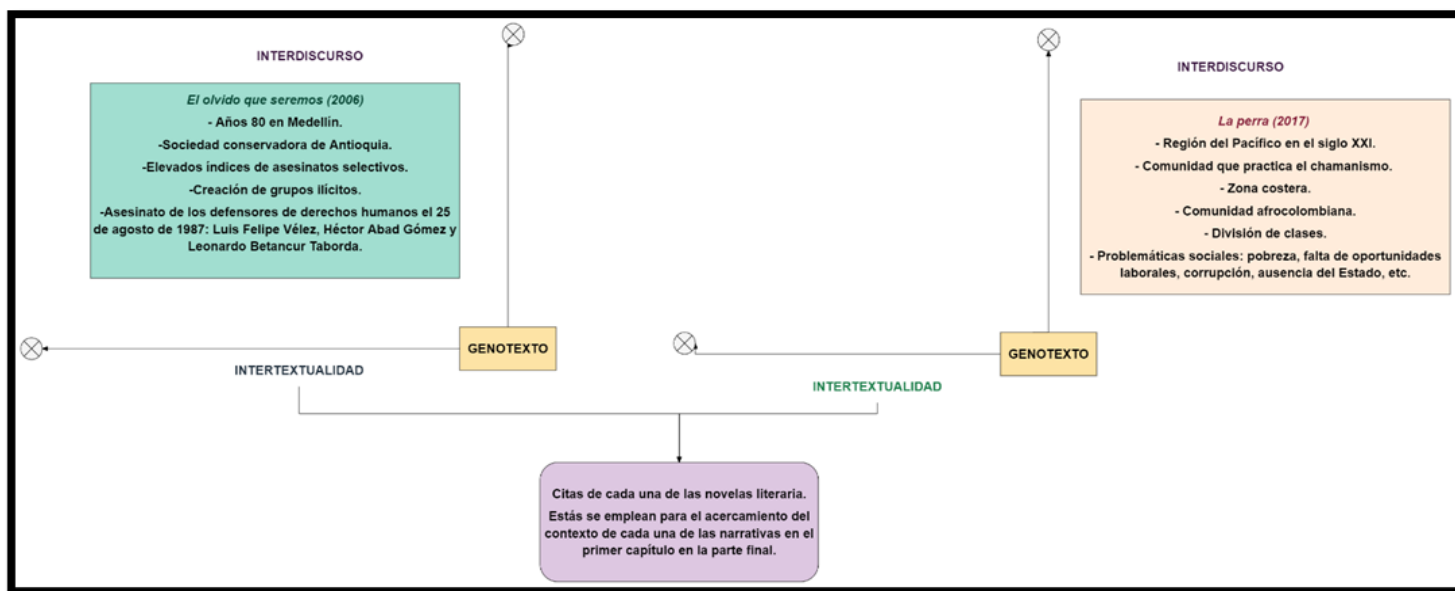 INTERDISCURSO
El olvido que seremos (2006)
- Años 80 en Medellín.
-Sociedad conservadora de Antioquia.
-Elevados índices de asesinatos selectivos.
-Creación de grupos ilícitos.
-Asesinato de los defensores de derechos humanos el 25
de agosto de 1987: Luis Felipe Vélez, Héctor Abad Gómez y
Leonardo Betancur Taborda.
GENOTEXTO
INTERTEXTUALIDAD
INTERDISCURSO
La perra (2017)
- Región del Pacífico en el siglo XXI.
- Comunidad que practica el chamanismo.
- Zona costera.
- Comunidad afrocolombiana.
- División de clases.
- Problemáticas sociales: pobreza, falta de oportunidades
laborales, corrupción, ausencia del Estado, etc.
GENOTEXTO
INTERTEXTUALIDAD
Citas de cada una de las novelas literaria.
Estás se emplean para el acercamiento del
contexto de cada una de las narrativas en el
primer capítulo en la parte final.